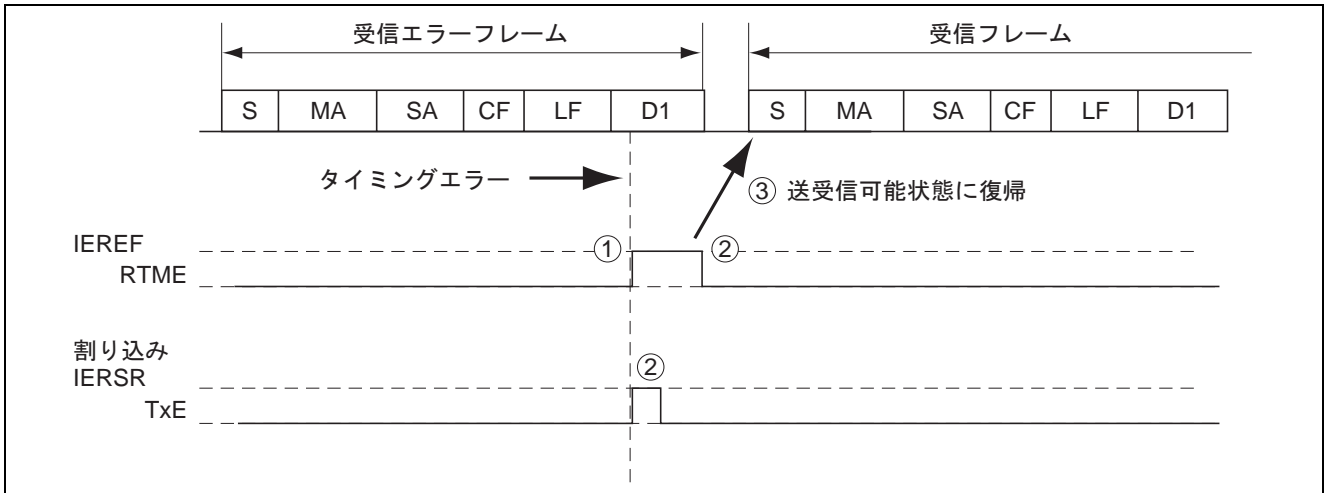 受信エラーフレーム 受信フレーム
S MA SA CF LF D1 S MA SA CF LF D1
タイミングエラー
③ 送受信可能状態に復帰
IEREF ① ②
RTME
割り込み ②
IERSR
TxE